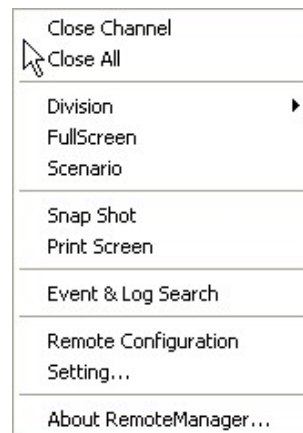 Close Channel
Close All
Division
FullScreen
Scenario
Snap Shot
Print Screen
Event & Log Search
Remote Configuration
Setting...
About RemoteManager...